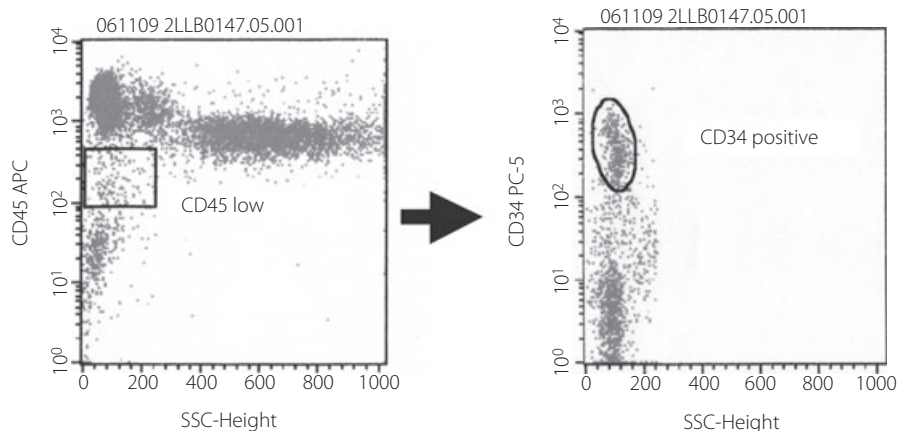 061109 2LLB0147.05.001
10⁴
10³
10²
10¹
10⁰
CD45 APC
CD45 low
0 200 400 600 800 1000
SSC-Height
061109 2LLB0147.05.001
10⁴
10³
10²
10¹
10⁰
CD34 PC-5
CD34 positive
0 200 400 600 800 1000
SSC-Height